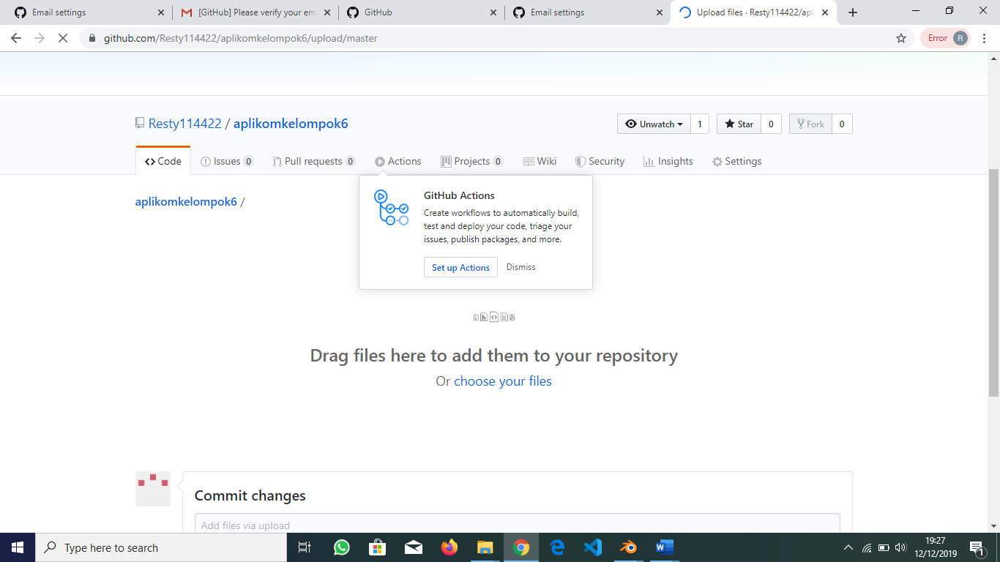 Email settings
[GitHub] Please verify your ema
GitHub
Email settings
Upload files · Resty114422/apli
github.com/Resty114422/aplikomkelompok6/upload/master
Error R
Resty114422 / aplikomkelompok6
Unwatch 1
Star 0
Fork 0
Code
Issues 0
Pull requests 0
Actions
Projects 0
Wiki
Security
Insights
Settings
aplikomkelompok6 /
GitHub Actions
Create workflows to automatically build,
test and deploy your code, triage your
issues, publish packages, and more.
Set up Actions
Dismiss
Drag files here to add them to your repository
Or choose your files
Commit changes
Add files via upload
Type here to search
19:27
12/12/2019
1